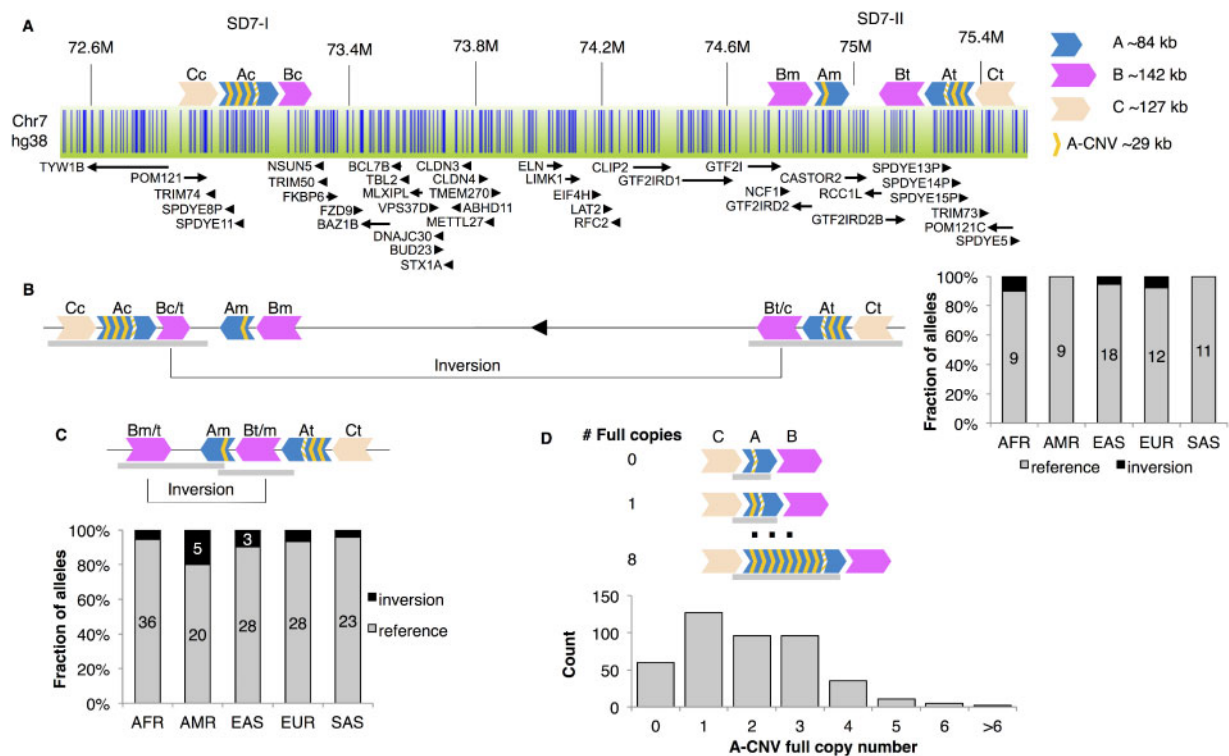 A
SD7-I
SD7-II
72.6M
73.4M
73.8M
74.2M
74.6M
75M
75.4M
Cc
Ac
Bc
Bm
Am
Bt
At
Ct
A ~84 kb
B ~142 kb
C ~127 kb
A-CNV ~29 kb
Chr7
hg38
TYW1B
POM121
TRIM74
SPDYE8P
SPDYE11
NSUN5
TRIM50
FKBP6
FZD9
BAZ1B
BCL7B
TBL2
MLXIPL
VPS37D
DNAJC30
BUD23
STX1A
CLDN3
CLDN4
TMEM270
ABHD11
METTL27
ELN
LIMK1
EIF4H
LAT2
RFC2
CLIP2
GTF2IRD1
GTF2I
NCF1
GTF2IRD2
CASTOR2
RCC1L
GTF2IRD2B
SPDYE13P
SPDYE14P
SPDYE15P
TRIM73
POM121C
SPDYE5
B
Cc
Ac
Bc/t
Am
Bm
Bt/c
At
Ct
Inversion
Fraction of alleles
100%
80%
60%
40%
20%
0%
9
9
18
12
11
AFR
AMR
EAS
EUR
SAS
reference
inversion
C
Bm/t
Am
Bt/m
At
Ct
Inversion
Fraction of alleles
100%
80%
60%
40%
20%
0%
5
3
36
20
28
28
23
AFR
AMR
EAS
EUR
SAS
inversion
reference
D
# Full copies
C
A
B
0
1
8
Count
150
100
50
0
0
1
2
3
4
5
6
>6
A-CNV full copy number